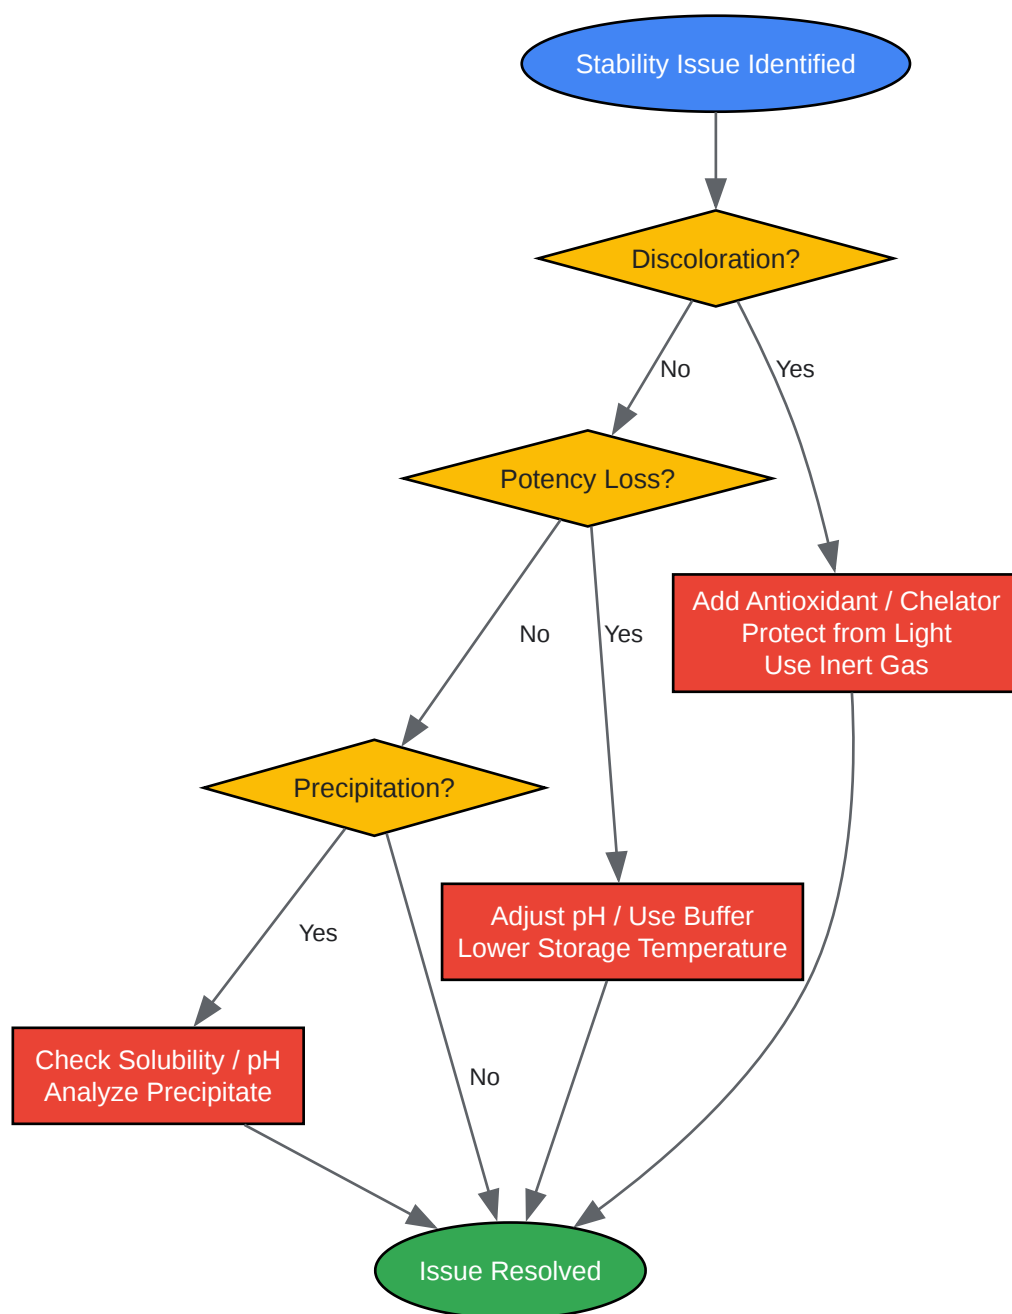 Stability Issue Identified
Discoloration?
No
Yes
Potency Loss?
No
Yes
Add Antioxidant / Chelator
Protect from Light
Use Inert Gas
Precipitation?
Yes
No
Adjust pH / Use Buffer
Lower Storage Temperature
Check Solubility / pH
Analyze Precipitate
Issue Resolved